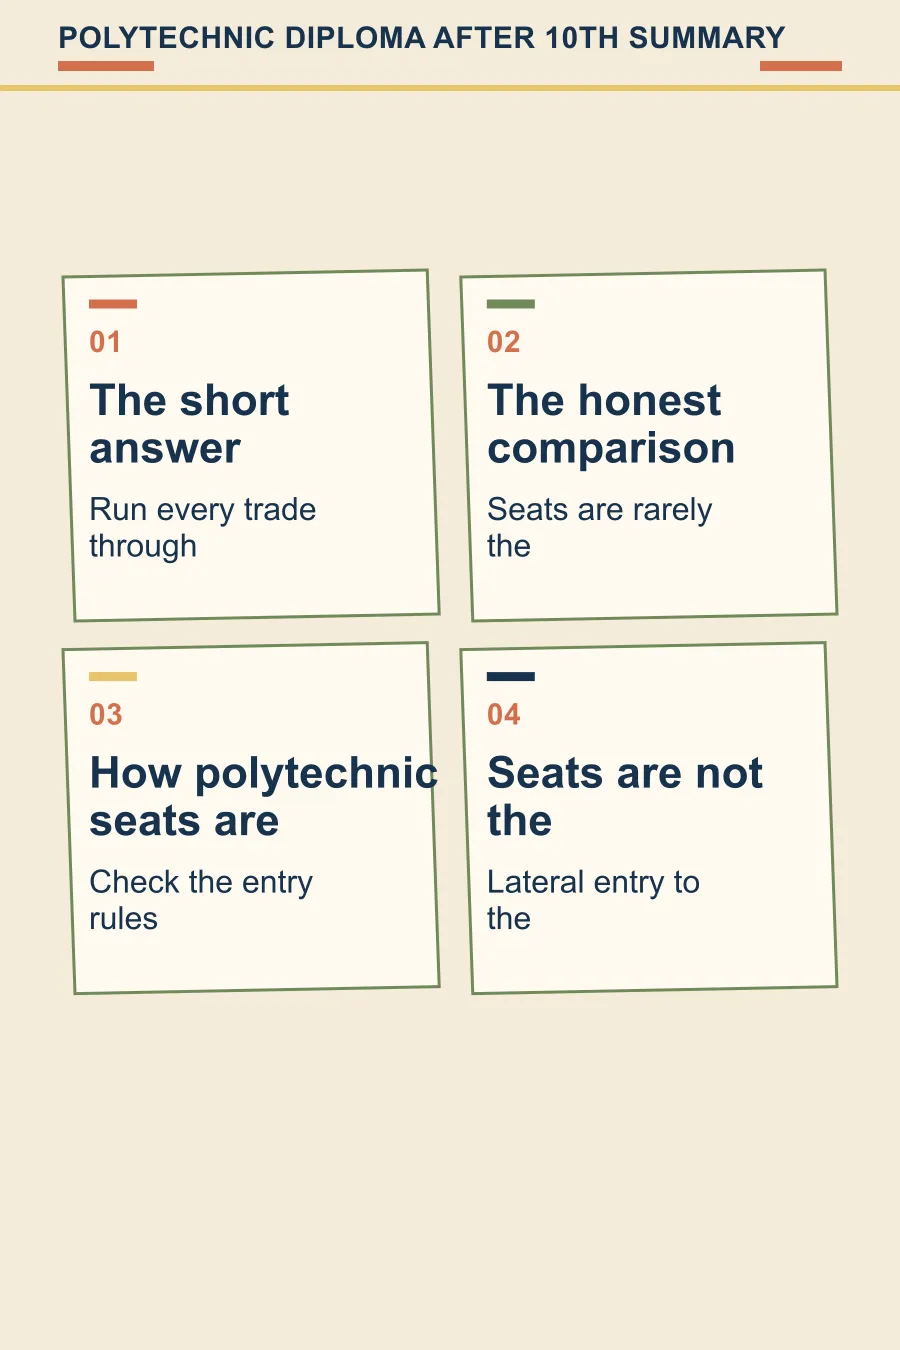 POLYTECHNIC DIPLOMA AFTER 10TH SUMMARY
01
The short
answer
Run every trade
through
02
The honest
comparison
Seats are rarely
the
03
How polytechnic
seats are
Check the entry
rules
04
Seats are not
the
Lateral entry to
the